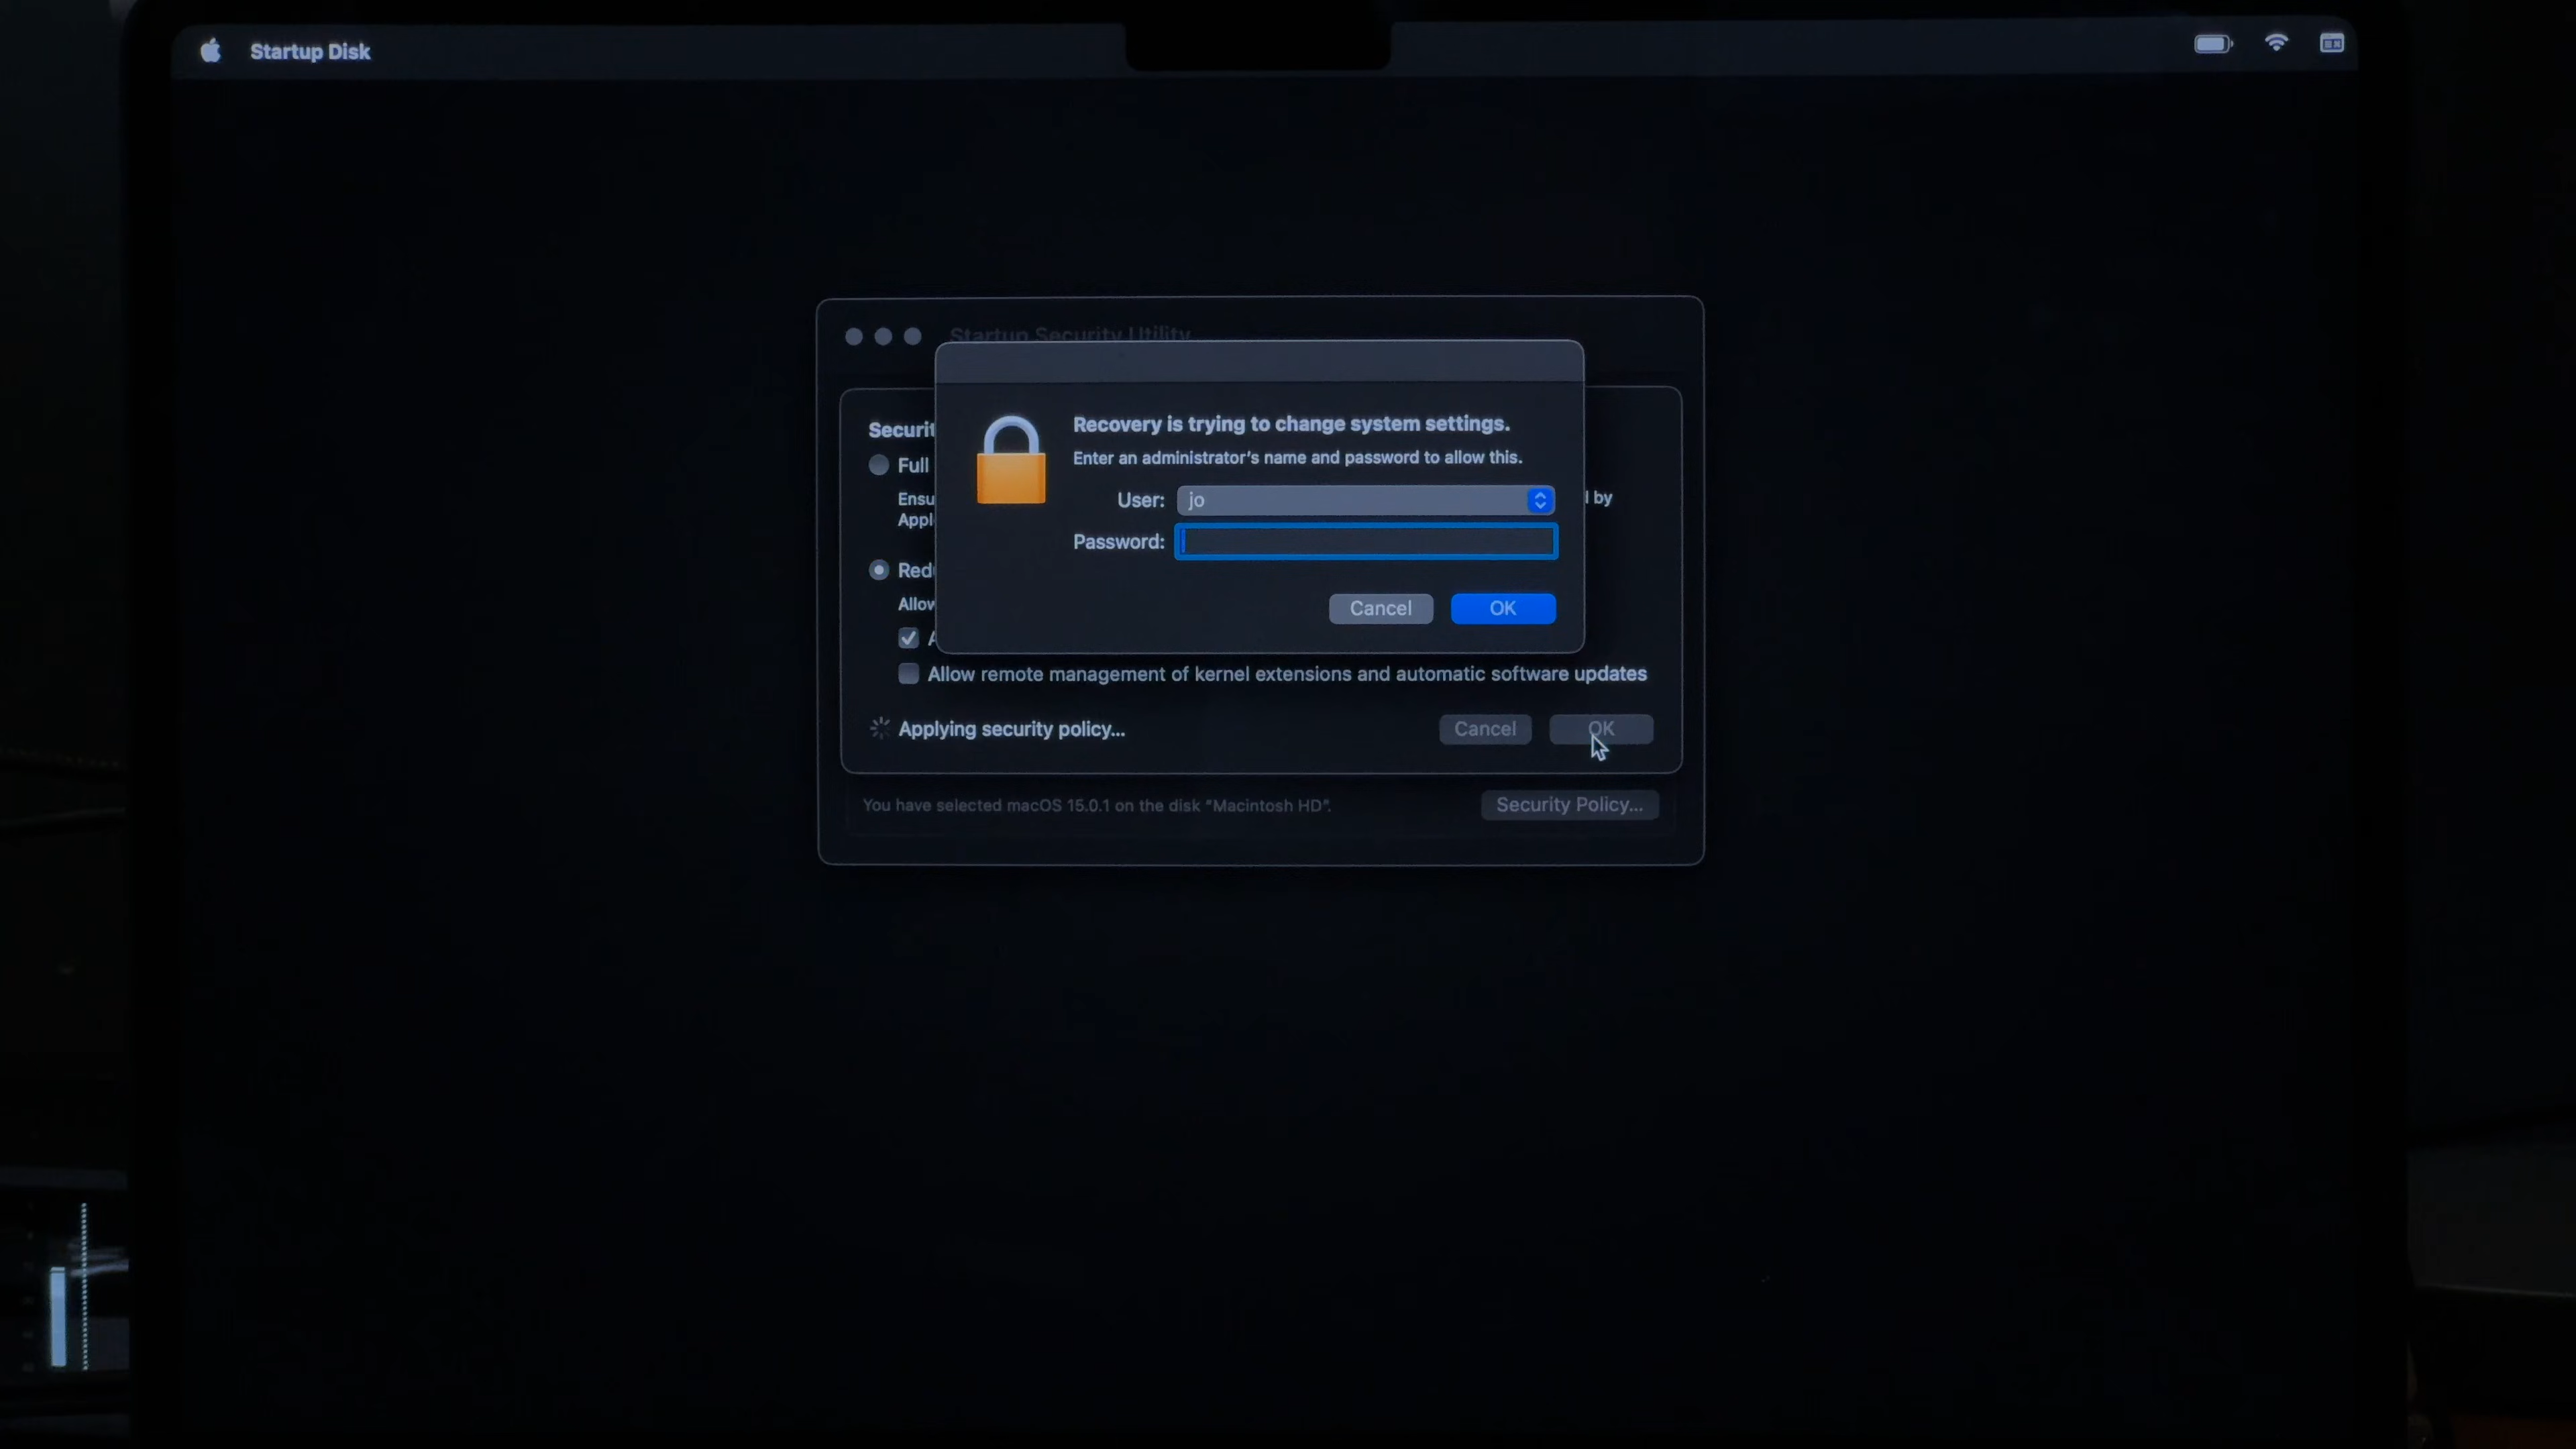 Startup Disk
Startup Security Utility
Recovery is trying to change system settings.
Enter an administrator's name and password to allow this.
User: jo
Password:
Cancel OK
Securit
Full
Ensu l by
Appl
Red
Allow
A
Allow remote management of kernel extensions and automatic software updates
Applying security policy... Cancel OK
You have selected macOS 15.0.1 on the disk "Macintosh HD". Security Policy...